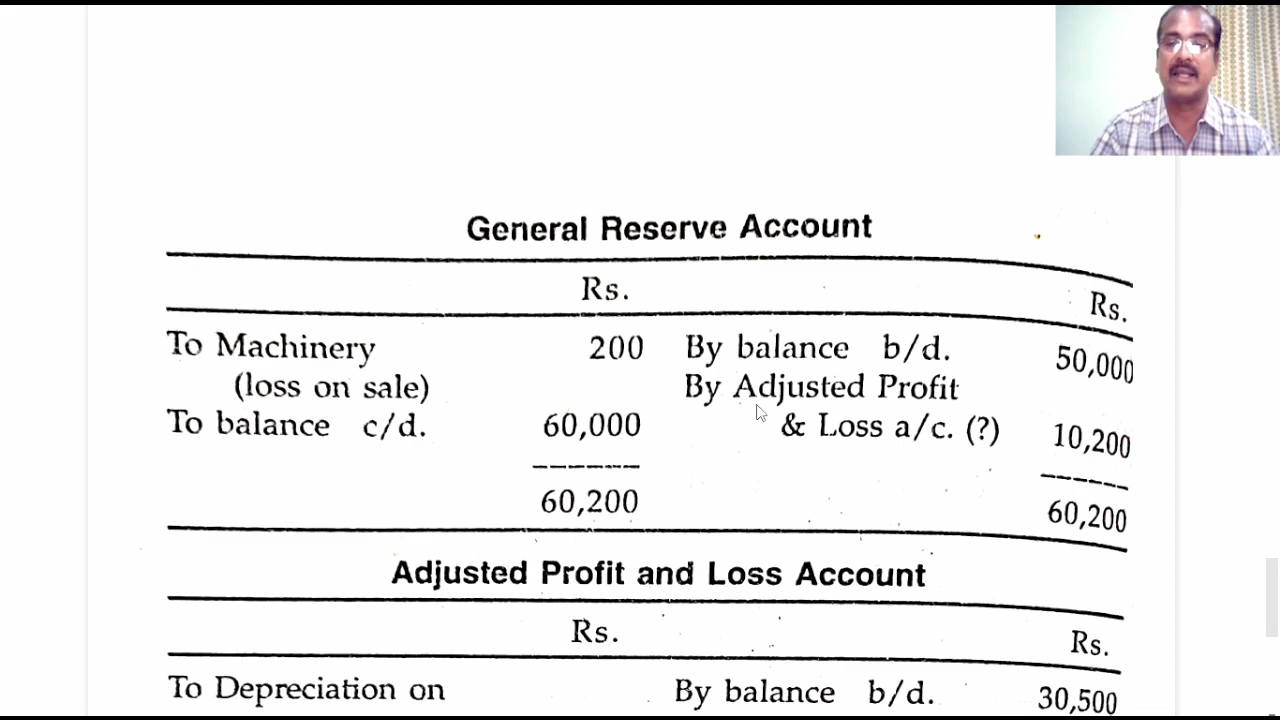 General Reserve Account
Rs. Rs.
To Machinery 200 By balance b/d. 50,000
(loss on sale) By Adjusted Profit
To balance c/d. 60,000 & Loss a/c. (?) 10,200
60,200 60,200
Adjusted Profit and Loss Account
Rs. Rs.
To Depreciation on By balance b/d. 30,500